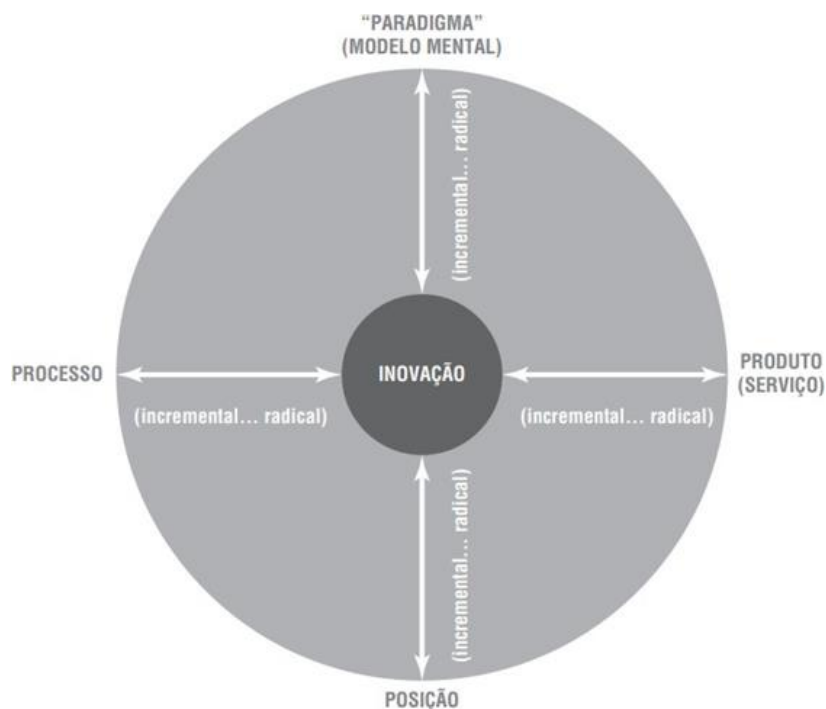 “PARADIGMA”
(MODELO MENTAL)
(incremental... radical)
PROCESSO
INOVAÇÃO
PRODUTO
(SERVIÇO)
(incremental... radical)
(incremental... radical)
(incremental... radical)
POSIÇÃO